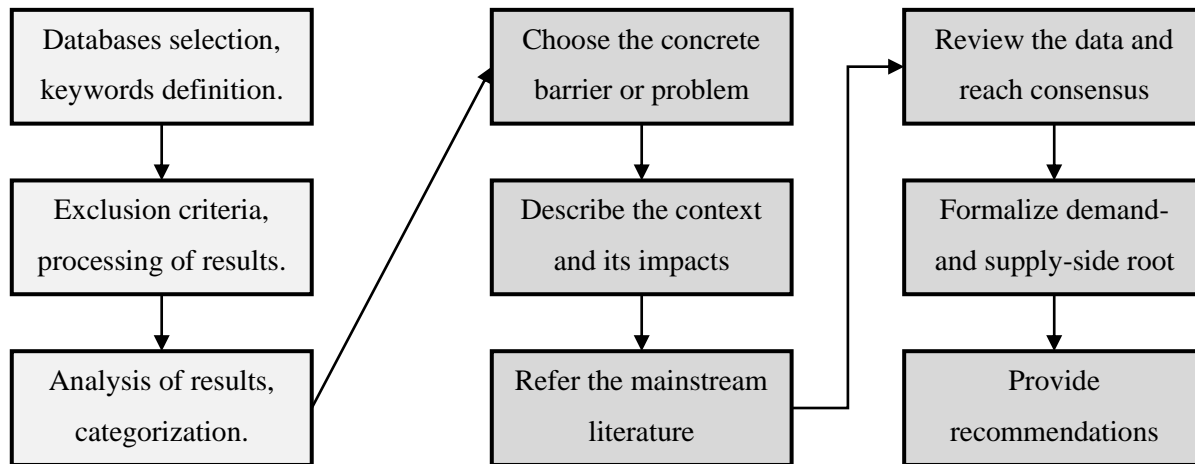 Databases selection,
keywords definition.
Exclusion criteria,
processing of results.
Analysis of results,
categorization.
Choose the concrete
barrier or problem
Describe the context
and its impacts
Refer the mainstream
literature
Review the data and
reach consensus
Formalize demand-
and supply-side root
Provide
recommendations